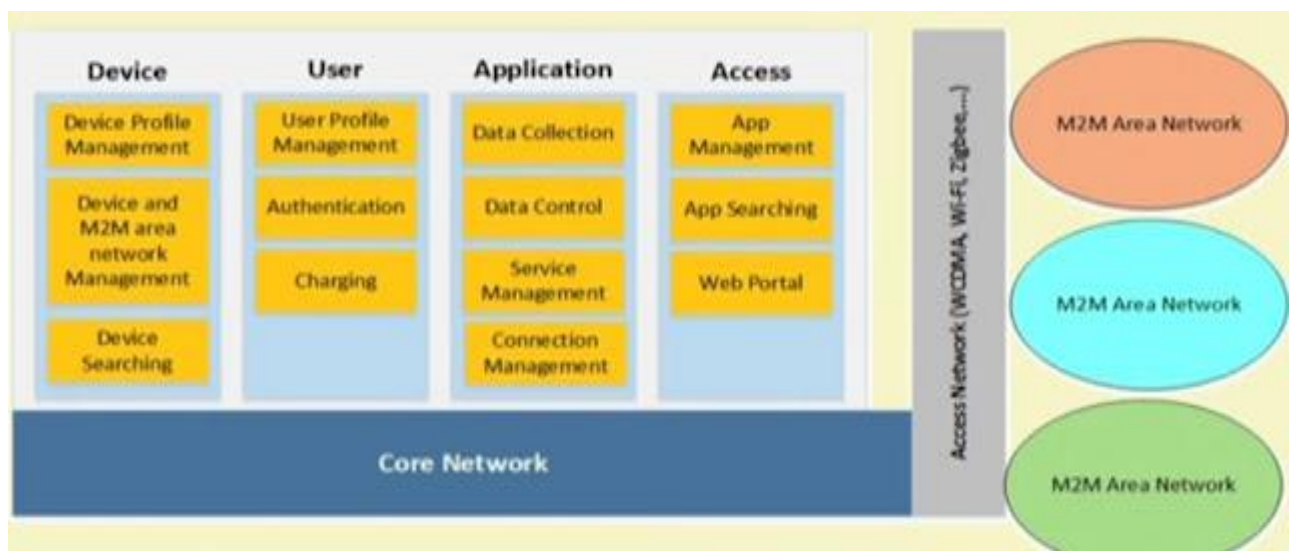 Device
User
Application
Access
Device Profile
Management
Device and
M2M area
network
Management
Device
Searching
User Profile
Management
Authentication
Charging
Data Collection
Data Control
Service
Management
Connection
Management
App
Management
App Searching
Web Portal
Core Network
Access Network (WCDMA, Wi-Fi, Zigbee,....)
M2M Area Network
M2M Area Network
M2M Area Network